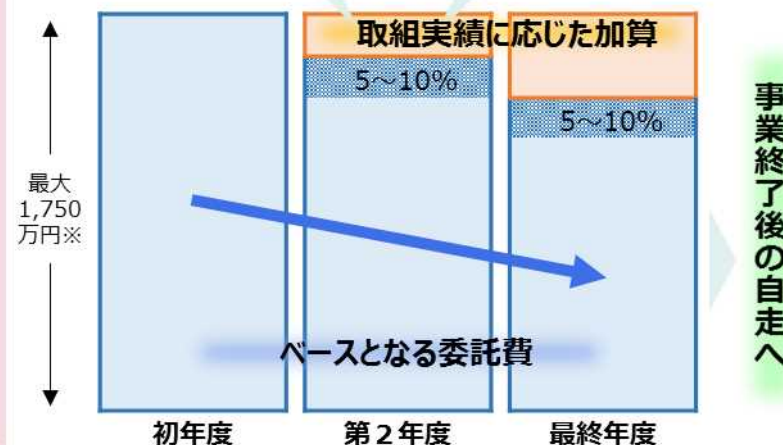 取組実績に応じた加算
5～10%
5～10%
最大
1,750
万円※
ベースとなる委託費
初年度
第２年度
最終年度
事業終了後の自走へ